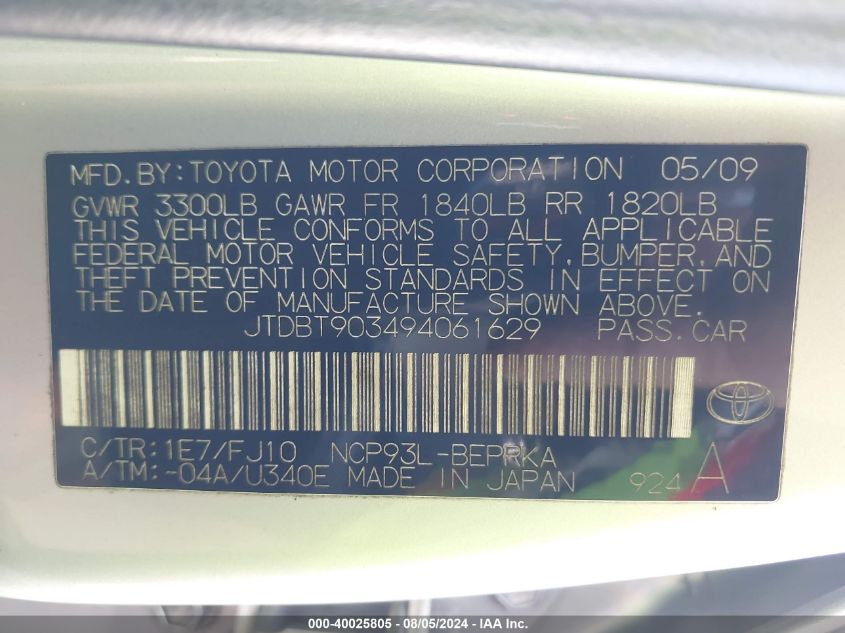 MFD.BY:TOYOTA MOTOR CORPORATION 05/09
GVWR 3300LB GAWR FR 1840LB RR 1820LB
THIS VEHICLE CONFORMS TO ALL APPLICABLE
FEDERAL MOTOR VEHICLE SAFETY, BUMPER, AND
THEFT PREVENTION STANDARDS IN EFFECT ON
THE DATE OF MANUFACTURE SHOWN ABOVE.
JTDBT903494061629 PASS.CAR
C/TR:1E7/FJ10 NCP93L-BEPRKA
A/TM:-04A/U340E MADE IN JAPAN 924 A
000-40025805 - 08/05/2024 - IAA Inc.